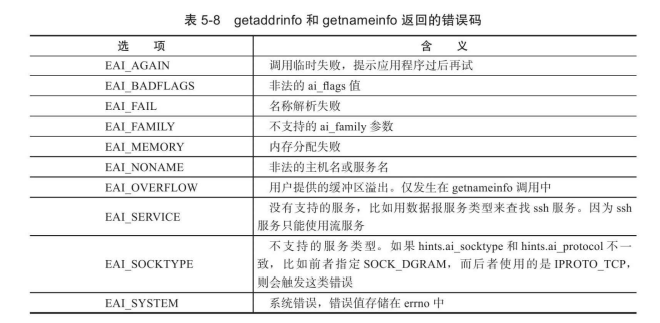 表 5-8 getaddrinfo 和 getnameinfo 返回的错误码
选 项 含 义
EAI_AGAIN 调用临时失败，提示应用程序过后再试
EAI_BADFLAGS 非法的 ai_flags 值
EAI_FAIL 名称解析失败
EAI_FAMILY 不支持的 ai_family 参数
EAI_MEMORY 内存分配失败
EAI_NONAME 非法的主机名或服务名
EAI_OVERFLOW 用户提供的缓冲区溢出。仅发生在 getnameinfo 调用中
EAI_SERVICE 没有支持的服务，比如用数据报服务类型来查找 ssh 服务。因为 ssh
服务只能使用流服务
EAI_SOCKTYPE 不支持的服务类型。如果 hints.ai_socktype 和 hints.ai_protocol 不一
致，比如前者指定 SOCK_DGRAM，而后者使用的是 IPROTO_TCP，
则会触发这类错误
EAI_SYSTEM 系统错误，错误值存储在 errno 中